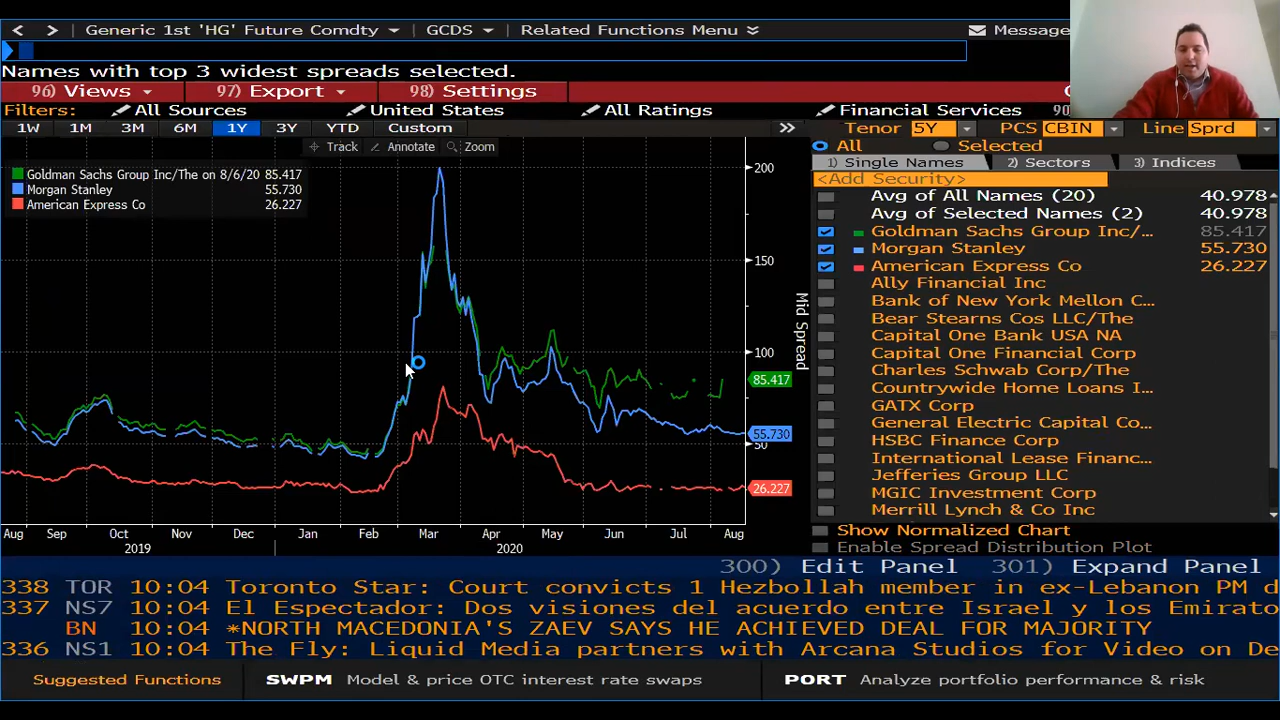 < > Generic 1st 'HG' Future Comdty GCDS Related Functions Menu Message
Names with top 3 widest spreads selected.
96) Views 97) Export 98) Settings
Filters: All Sources United States All Ratings Financial Services 90
1W 1M 3M 6M 1Y 3Y YTD Custom >>
Tenor 5Y PCS CBIN Line Sprd
Track Annotate Zoom
All Selected
1) Single Names 2) Sectors 3) Indices
<Add Security>
Goldman Sachs Group Inc/The on 8/6/20 85.417
Morgan Stanley 55.730
American Express Co 26.227
200
150
100
85.417
55.730
50
26.227
Mid Spread
Aug Sep Oct Nov Dec Jan Feb Mar Apr May Jun Jul Aug
2019 2020
Avg of All Names (20) 40.978
Avg of Selected Names (2) 40.978
Goldman Sachs Group Inc/... 85.417
Morgan Stanley 55.730
American Express Co 26.227
Ally Financial Inc
Bank of New York Mellon C...
Bear Stearns Cos LLC/The
Capital One Bank USA NA
Capital One Financial Corp
Charles Schwab Corp/The
Countrywide Home Loans I...
GATX Corp
General Electric Capital Co...
HSBC Finance Corp
International Lease Financ...
Jefferies Group LLC
MGIC Investment Corp
Merrill Lynch & Co Inc
Show Normalized Chart
Enable Spread Distribution Plot
300) Edit Panel 301) Expand Panel
338 TOR 10:04 Toronto Star: Court convicts 1 Hezbollah member in ex-Lebanon PM d
337 NS7 10:04 El Espectador: Dos visiones del acuerdo entre Israel y los Emirato
BN 10:04 *NORTH MACEDONIA'S ZAEV SAYS HE ACHIEVED DEAL FOR MAJORITY
336 NS1 10:04 The Fly: Liquid Media partners with Arcana Studios for Video on De
Suggested Functions SWPM Model & price OTC interest rate swaps PORT Analyze portfolio performance & risk